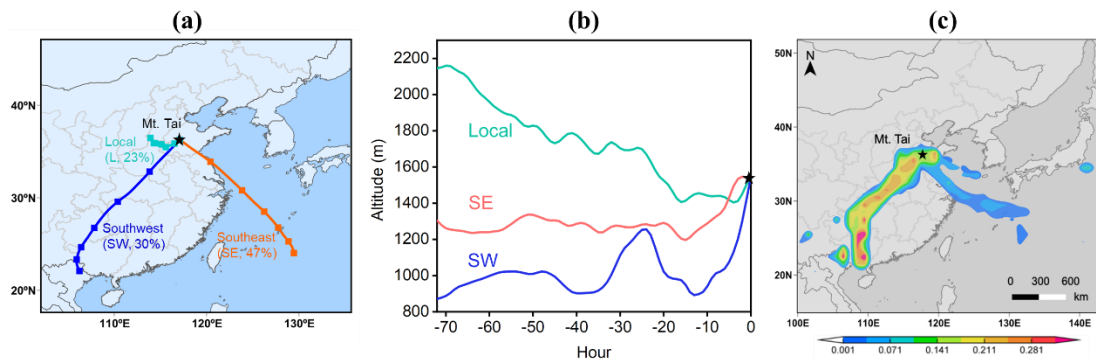 (a)
40°N
30°N
20°N
110°E
120°E
130°E
Mt. Tai
Local
(L, 23%)
Southwest
(SW, 30%)
Southeast
(SE, 47%)
(b)
Altitude (m)
2200
2000
1800
1600
1400
1200
1000
800
-70
-60
-50
-40
-30
-20
-10
0
Hour
Local
SE
SW
(c)
N
50°N
40°N
30°N
20°N
100°E
110°E
120°E
130°E
140°E
Mt. Tai
0
300
600
km
0.001
0.071
0.141
0.211
0.281